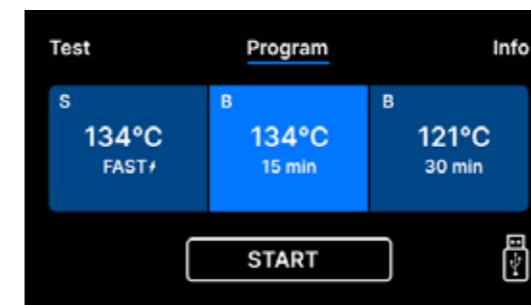 Test Program Info
S B B
134°C 134°C 121°C
FAST 15 min 30 min
START